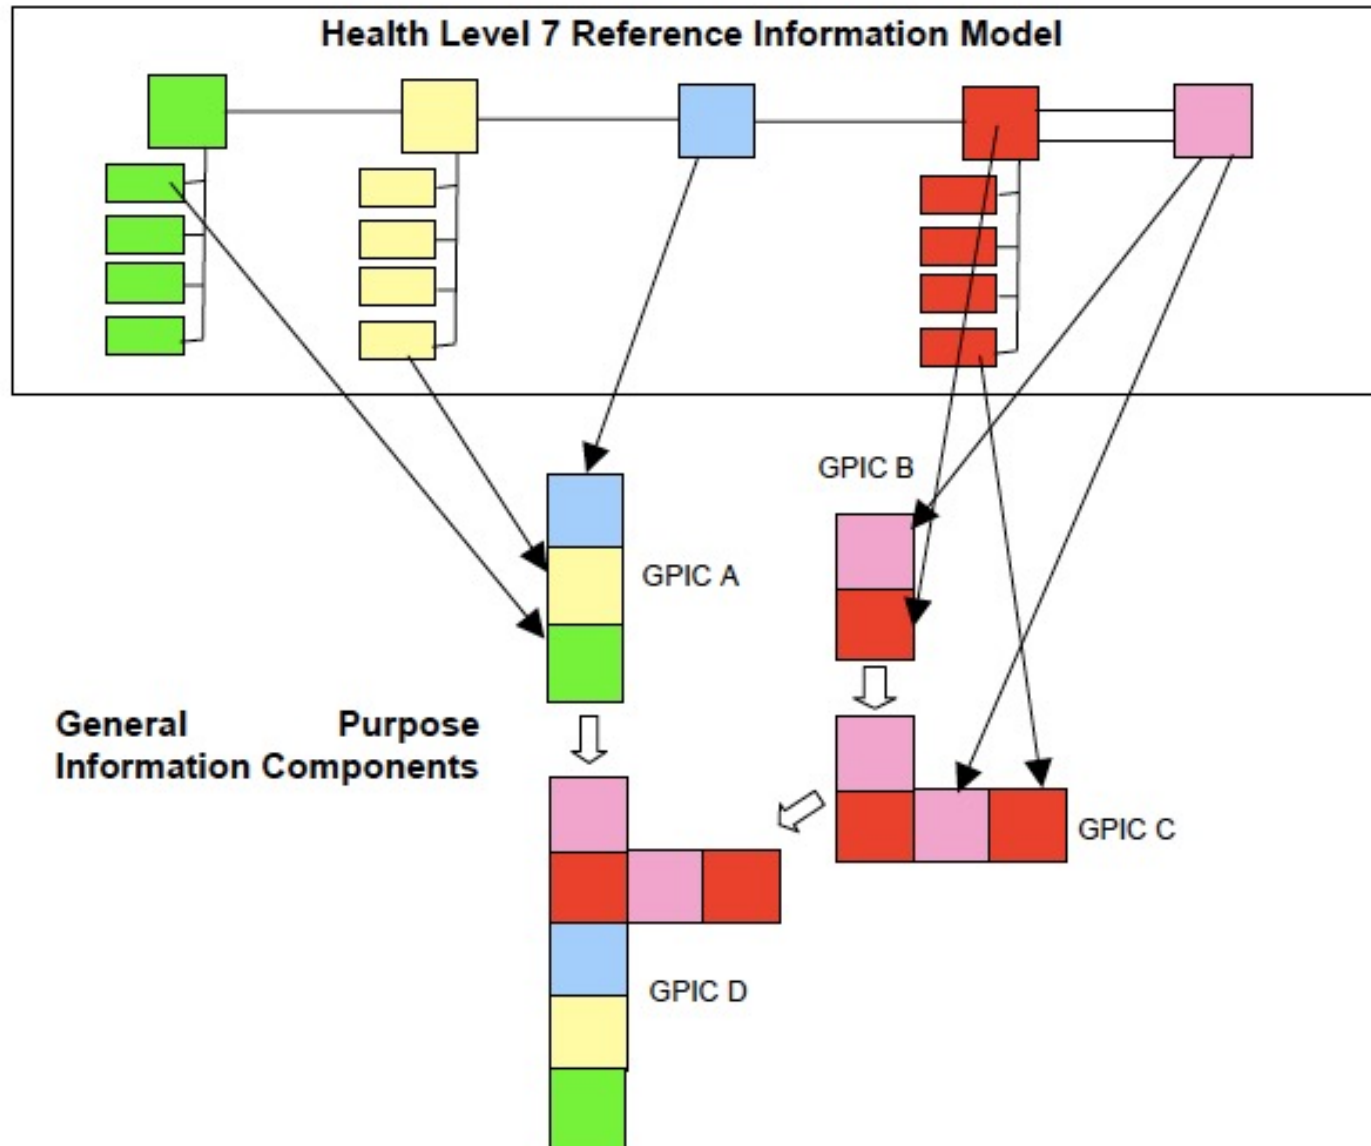 Health Level 7 Reference Information Model
GPIC B
GPIC A
General Purpose
Information Components
GPIC C
GPIC D